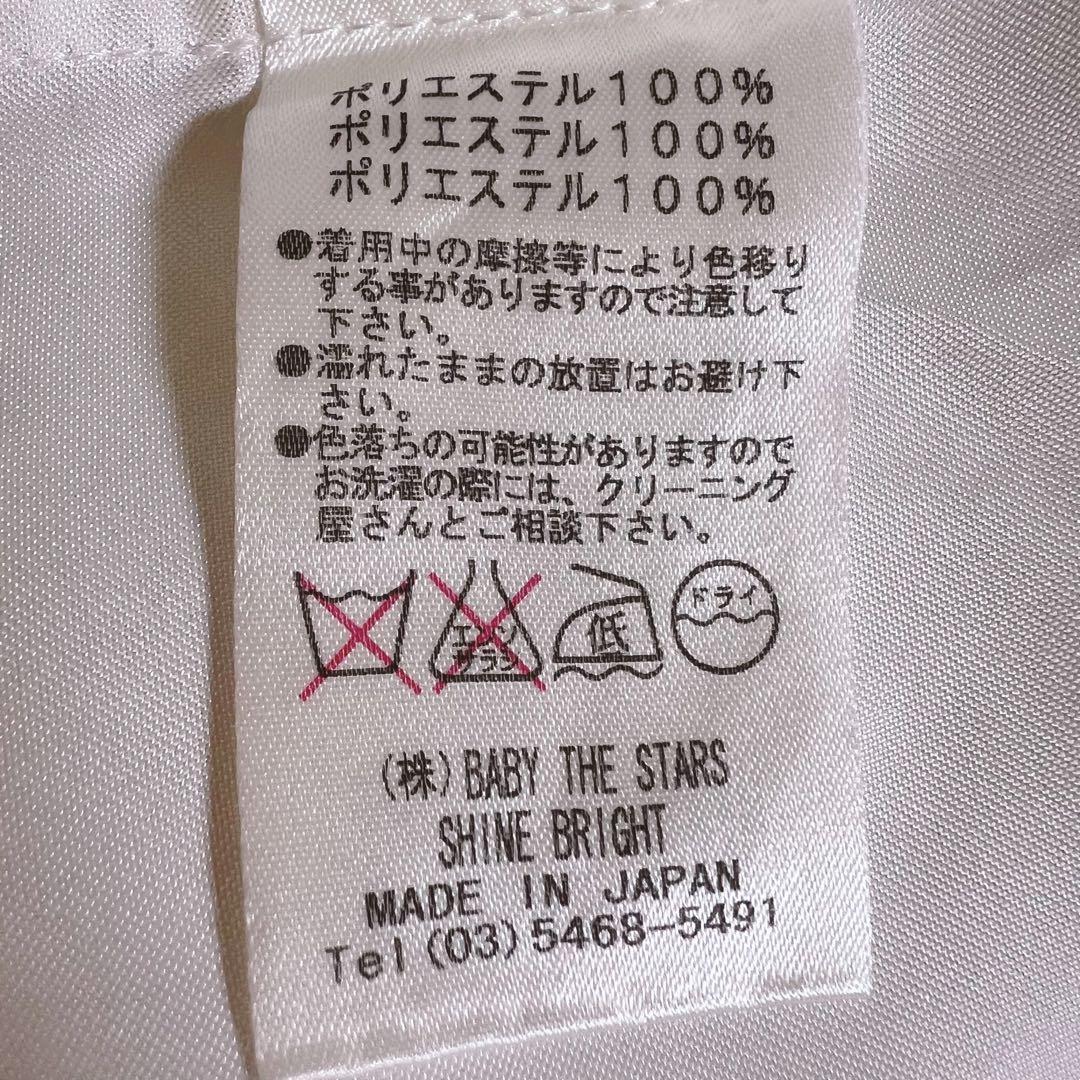 ポリエステル100%
ポリエステル100%
ポリエステル100%
●着用中の摩擦等により色移り
する事がありますので注意して
下さい。
●濡れたままの放置はお避け下
さい。
●色落ちの可能性がありますので
お洗濯の際には、クリーニング
屋さんとご相談下さい。
エンソ
サラシ
低
ドライ
(株)BABY THE STARS
SHINE BRIGHT
MADE IN JAPAN
Tel(03)5468-5491